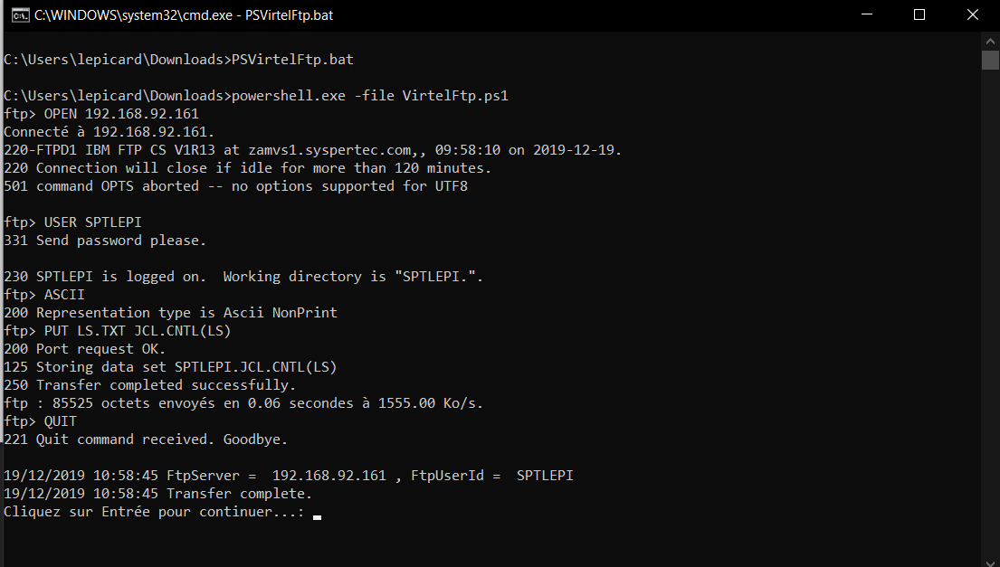 C:\WINDOWS\system32\cmd.exe - PSVirtelFtp.bat
C:\Users\lepicard\Downloads>PSVirtelFtp.bat
C:\Users\lepicard\Downloads>powershell.exe -file VirtelFtp.ps1
ftp> OPEN 192.168.92.161
Connecté à 192.168.92.161.
220-FTPD1 IBM FTP CS V1R13 at zamvs1.syspertec.com,, 09:58:10 on 2019-12-19.
220 Connection will close if idle for more than 120 minutes.
501 command OPTS aborted -- no options supported for UTF8
ftp> USER SPTLEPI
331 Send password please.
230 SPTLEPI is logged on.  Working directory is "SPTLEPI.".
ftp> ASCII
200 Representation type is Ascii NonPrint
ftp> PUT LS.TXT JCL.CNTL(LS)
200 Port request OK.
125 Storing data set SPTLEPI.JCL.CNTL(LS)
250 Transfer completed successfully.
ftp : 85525 octets envoyés en 0.06 secondes à 1555.00 Ko/s.
ftp> QUIT
221 Quit command received. Goodbye.
19/12/2019 10:58:45 FtpServer =  192.168.92.161 , FtpUserId =  SPTLEPI
19/12/2019 10:58:45 Transfer complete.
Cliquez sur Entrée pour continuer...: